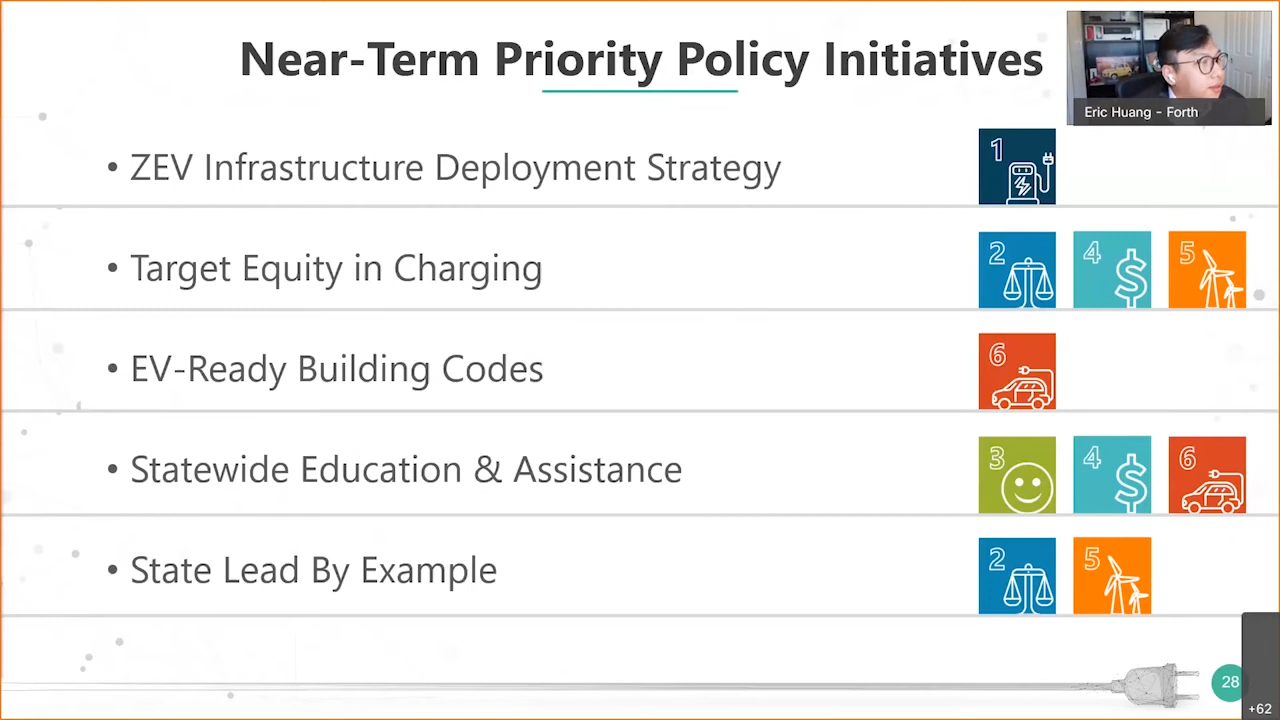 Near-Term Priority Policy Initiatives
Eric Huang - Forth
• ZEV Infrastructure Deployment Strategy
1
• Target Equity in Charging
2 4 $ 5
• EV-Ready Building Codes
6
• Statewide Education & Assistance
3 4 $ 6
• State Lead By Example
2 5
28
+62